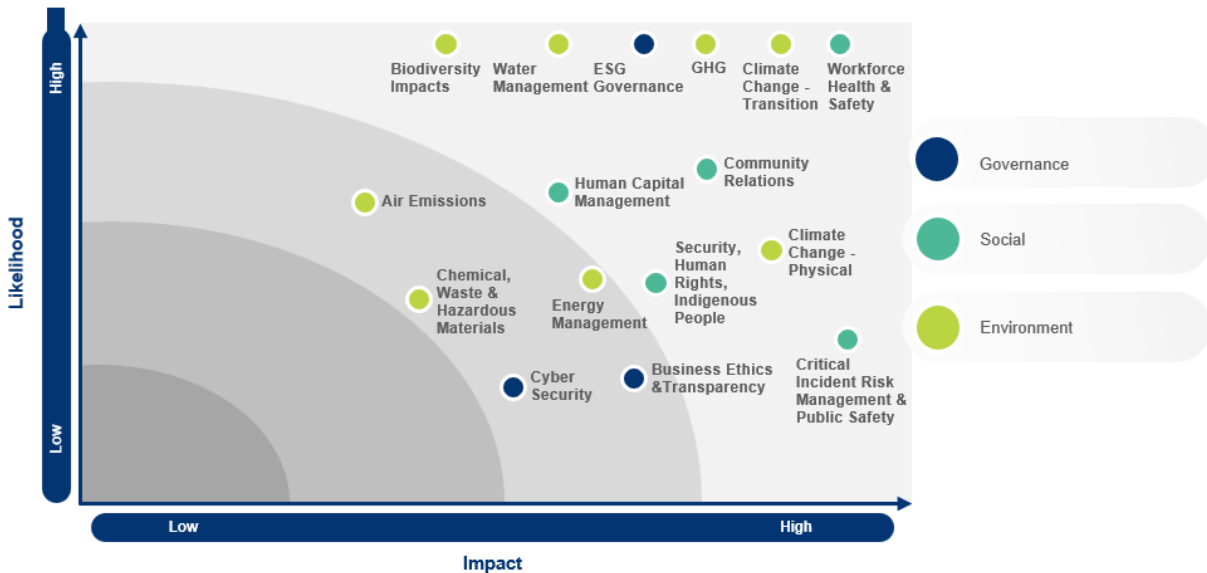 High
Low
Likelihood
Biodiversity
Impacts
Water
Management
ESG
Governance
GHG
Climate
Change -
Transition
Workforce
Health &
Safety
Air Emissions
Human Capital
Management
Community
Relations
Chemical,
Waste &
Hazardous
Materials
Energy
Management
Security,
Human
Rights,
Indigenous
People
Climate
Change -
Physical
Cyber
Security
Business Ethics
&Transparency
Critical
Incident Risk
Management &
Public Safety
Low
High
Impact
Governance
Social
Environment